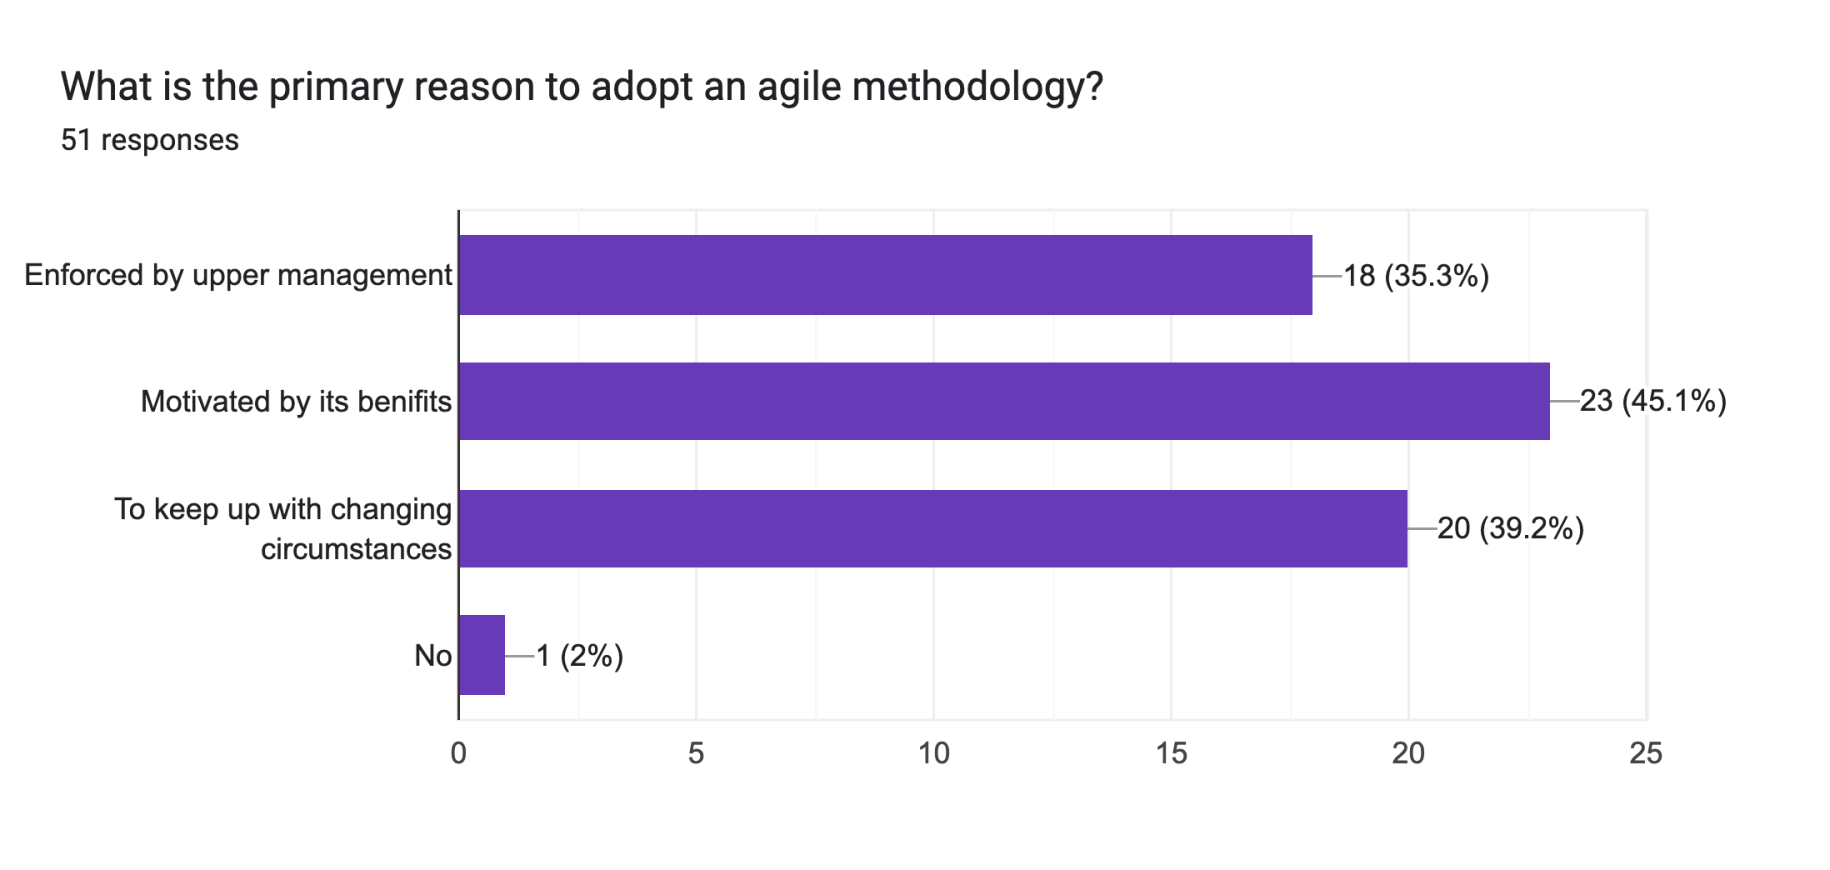 What is the primary reason to adopt an agile methodology?
51 responses
Enforced by upper management
18 (35.3%)
Motivated by its benifits
23 (45.1%)
To keep up with changing
circumstances
20 (39.2%)
No
1 (2%)
0 5 10 15 20 25